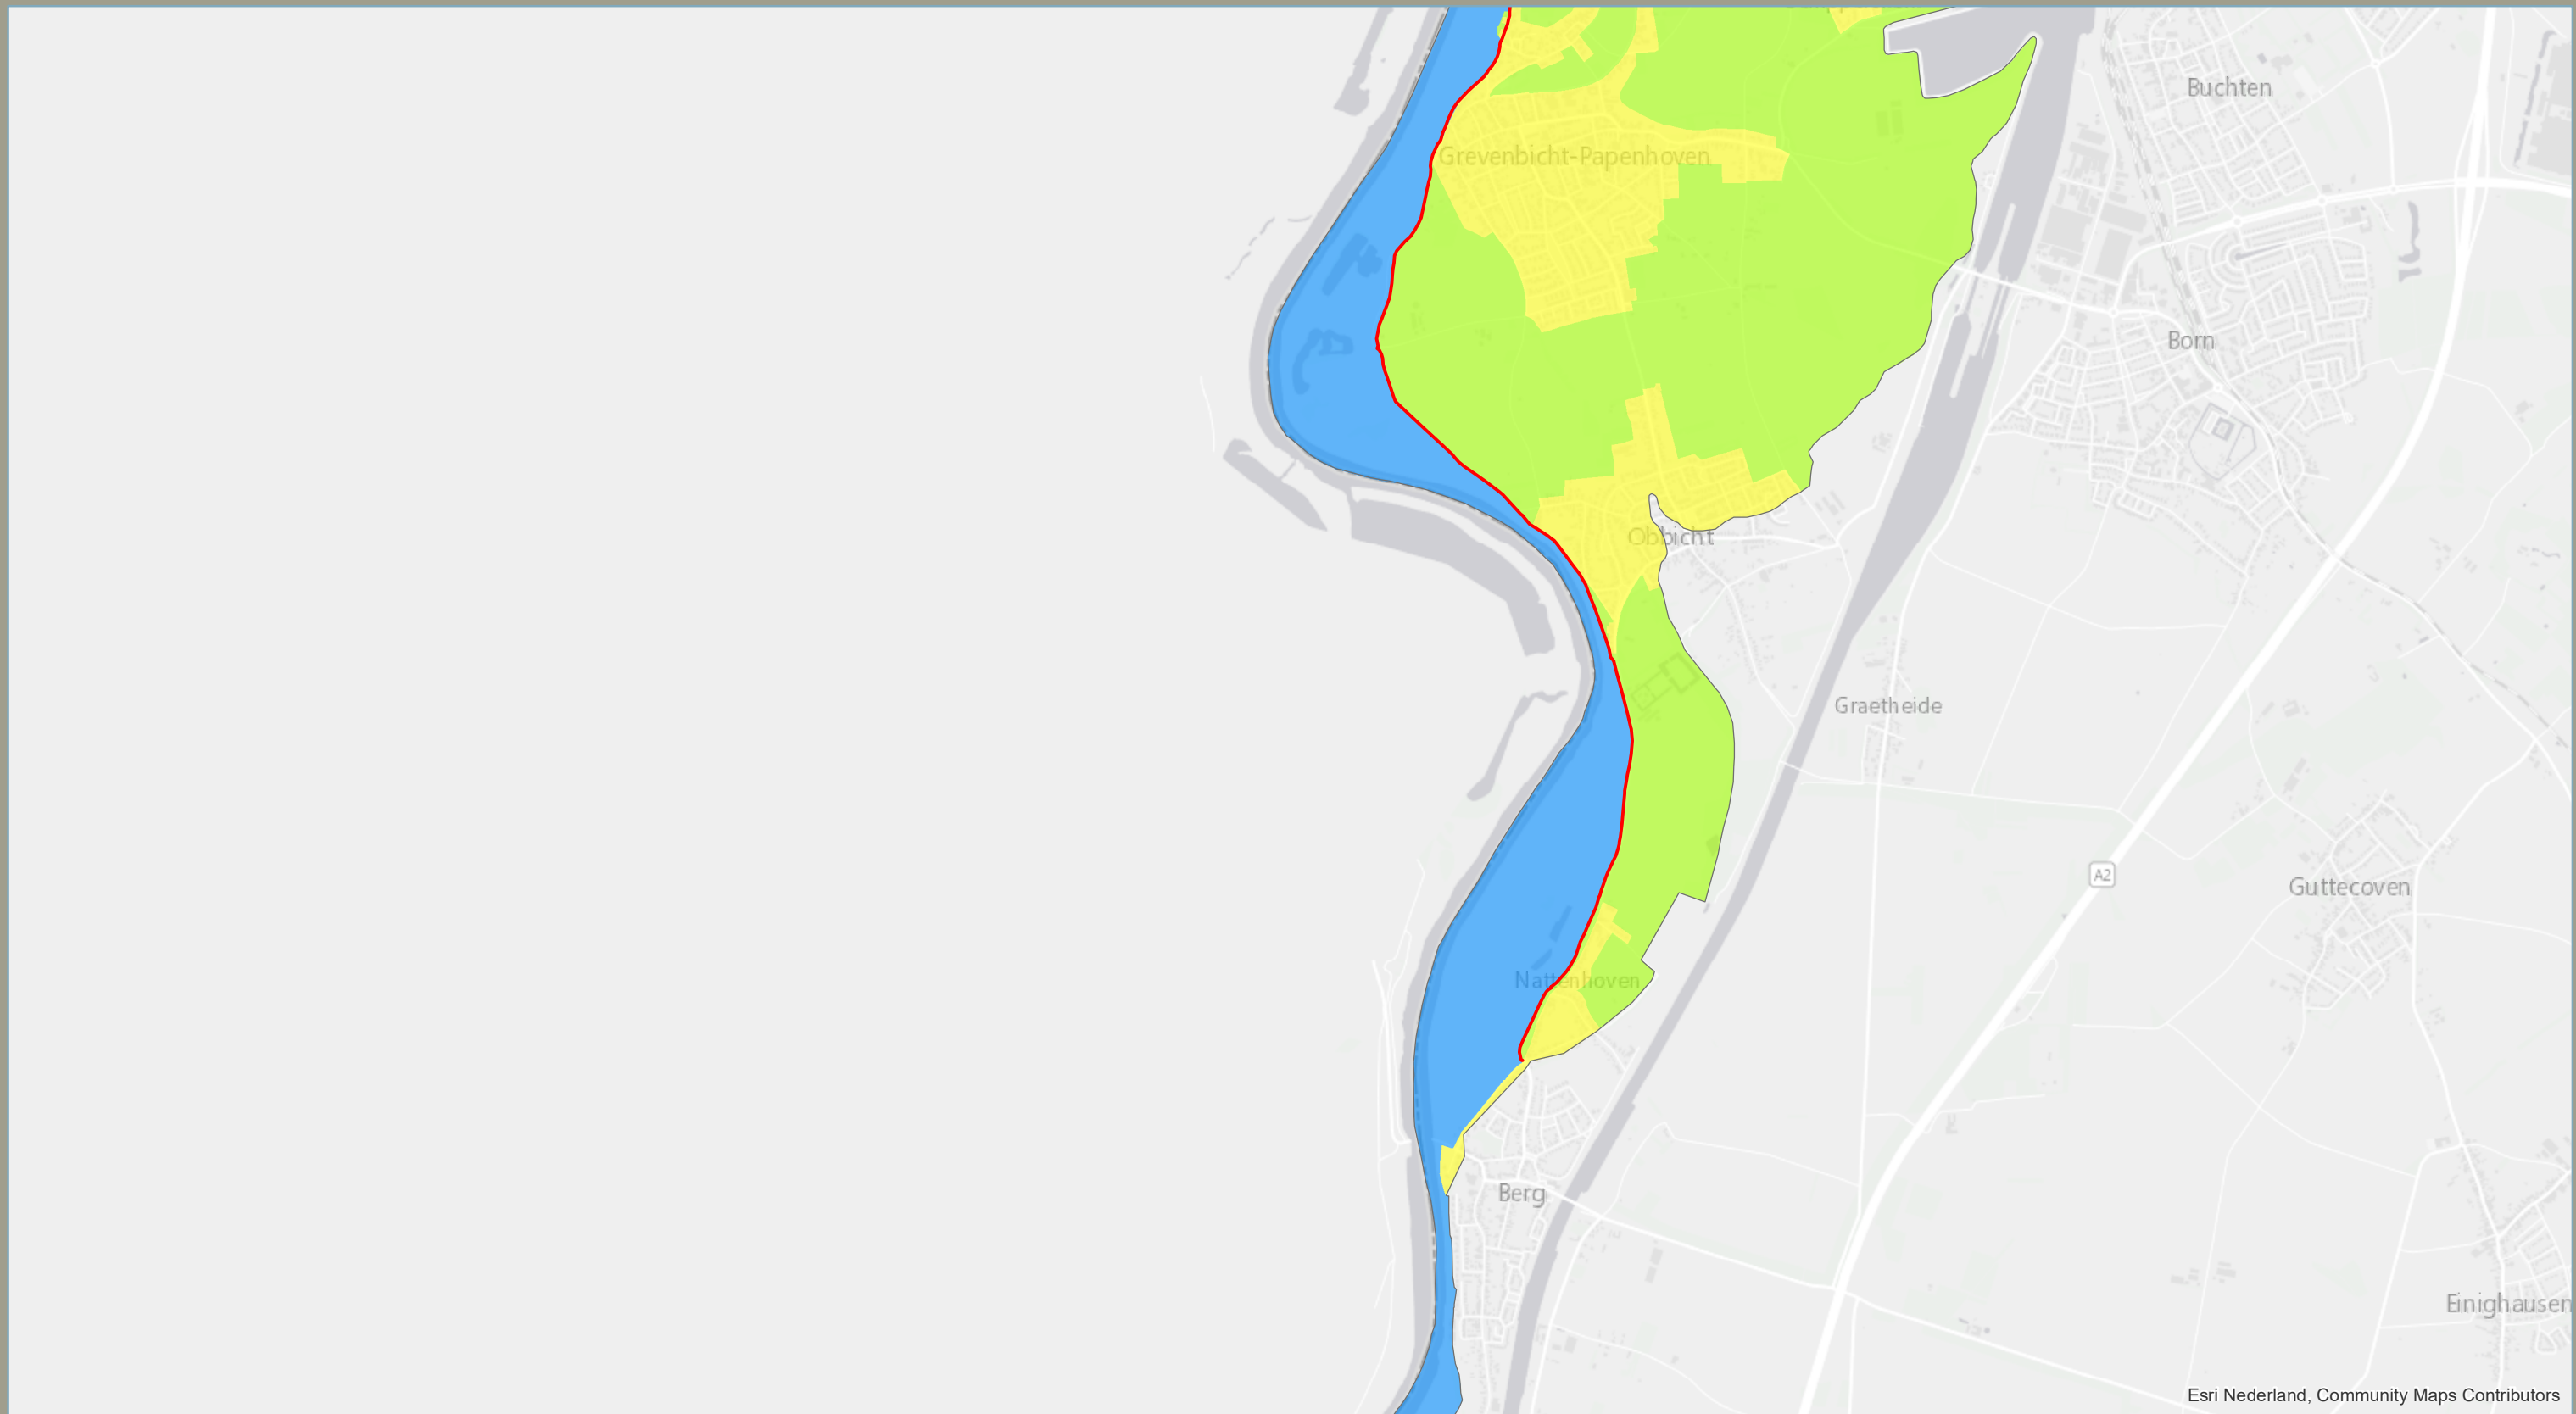 Buchten
Grevenbicht-Papenhoven
Born
Obbicht
Graetheide
A2
Guttecoven
Nattenhoven
Berg
Einighausen
Esri Nederland, Community Maps Contributors